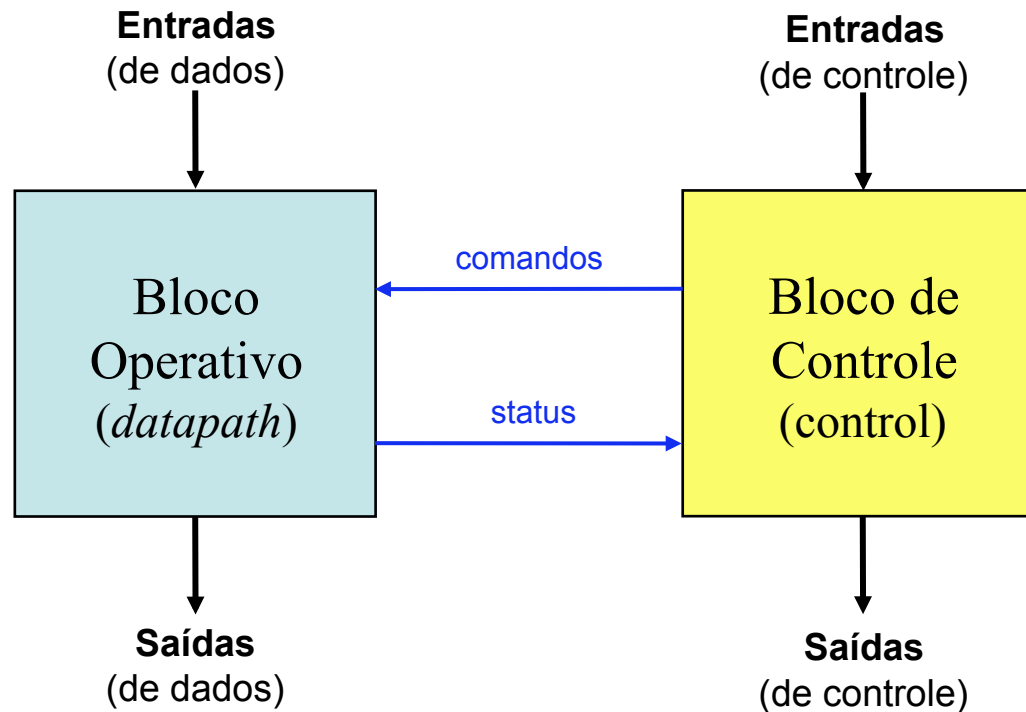 Entradas
(de dados)
Entradas
(de controle)
comandos
Bloco
Operativo
(datapath)
Bloco de
Controle
(control)
status
Saídas
(de dados)
Saídas
(de controle)